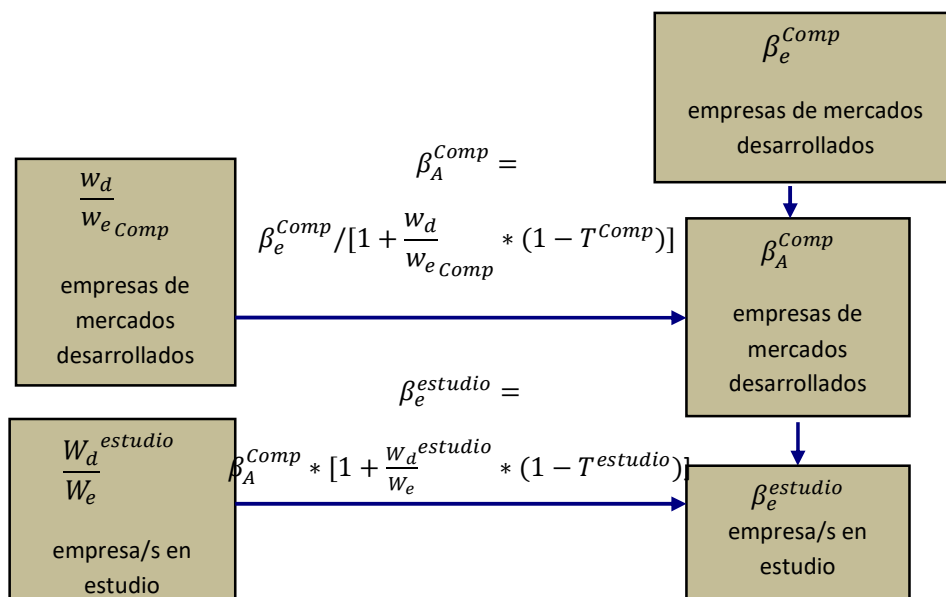 β_e^{Comp}
empresas de mercados
desarrollados
w_d/w_e_{Comp}
empresas de
mercados
desarrollados
β_A^{Comp} =
β_e^{Comp}/[1 + w_d/w_e_{Comp} * (1 − T^{Comp})]
β_A^{Comp}
empresas de
mercados
desarrollados
W_d/W_e^{estudio}
empresa/s en
estudio
β_e^{estudio} =
β_A^{Comp} * [1 + W_d/W_e^{estudio} * (1 − T^{estudio})]
β_e^{estudio}
empresa/s en
estudio